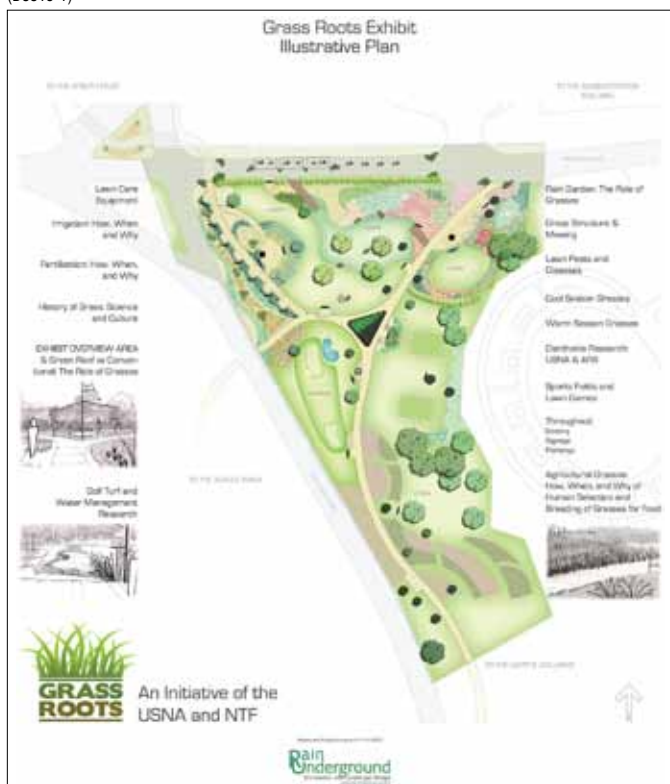 Grass Roots Exhibit
Illustrative Plan
Lawn Care
Equipment
Irrigation: How, When
and Why
Fertilization: How, When,
and Why
History of Grass, Science
and Culture
EXHIBIT OVERVIEW AREA
& Green Roof vs Conven-
tional: The Role of Grasses
Golf Turf and
Water Management
Research
Rain Garden: The Role of
Grasses
Grass Structure &
Mowing
Lawn Pests and
Diseases
Cool Season Grasses
Warm Season Grasses
USNA & ARS
Sports Fields and
Lawn Games
Throughout:
Agricultural Grasses:
How, When, and Why of
Human Selection and
Breeding of Grasses for Food
GRASS
ROOTS
An Initiative of the
USNA and NTF
Rain
Underground